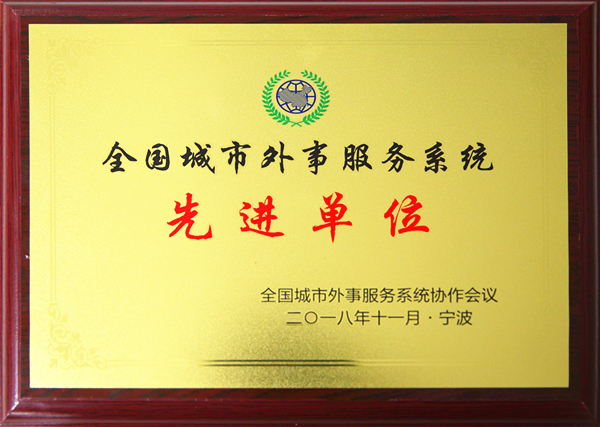 全国城市外事服务系统
先进单位
全国城市外事服务系统协作会议
二〇一八年十一月·宁波